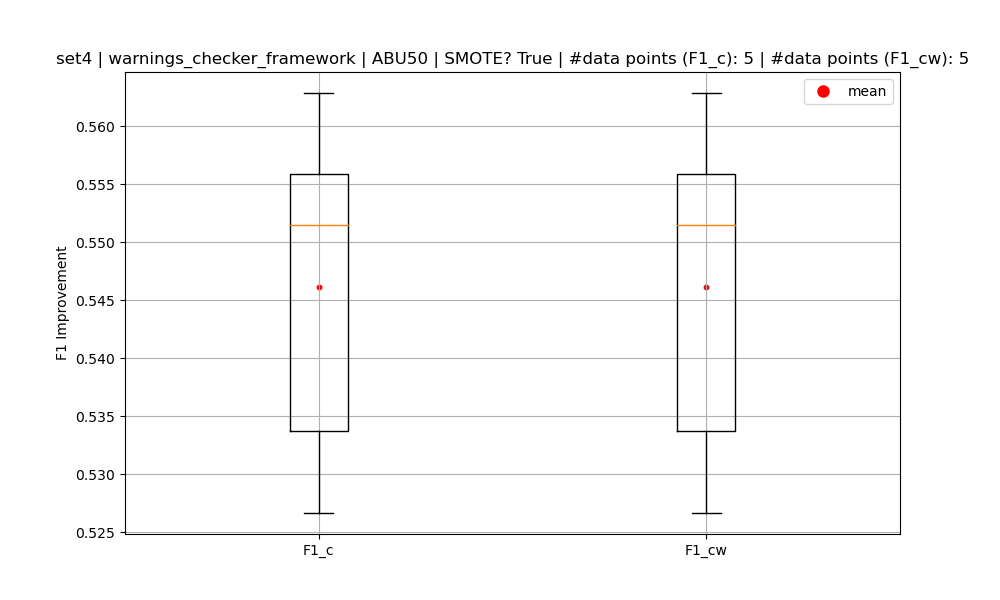 set4 | warnings_checker_framework | ABU50 | SMOTE? True | #data points (F1_c): 5 | #data points (F1_cw): 5
mean
0.560
0.555
0.550
0.545
0.540
0.535
0.530
0.525
F1 Improvement
F1_c
F1_cw